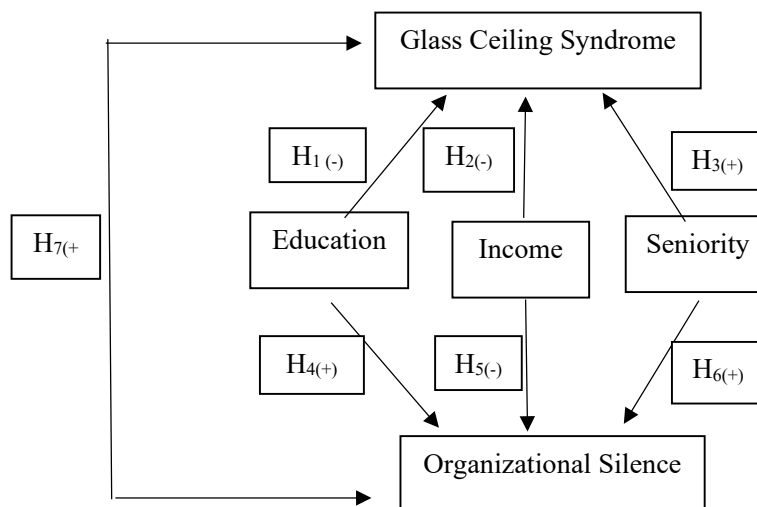 Glass Ceiling Syndrome
H1 (-)
H2(-)
H3(+)
H7(+
Education
Income
Seniority
H4(+)
H5(-)
H6(+)
Organizational Silence